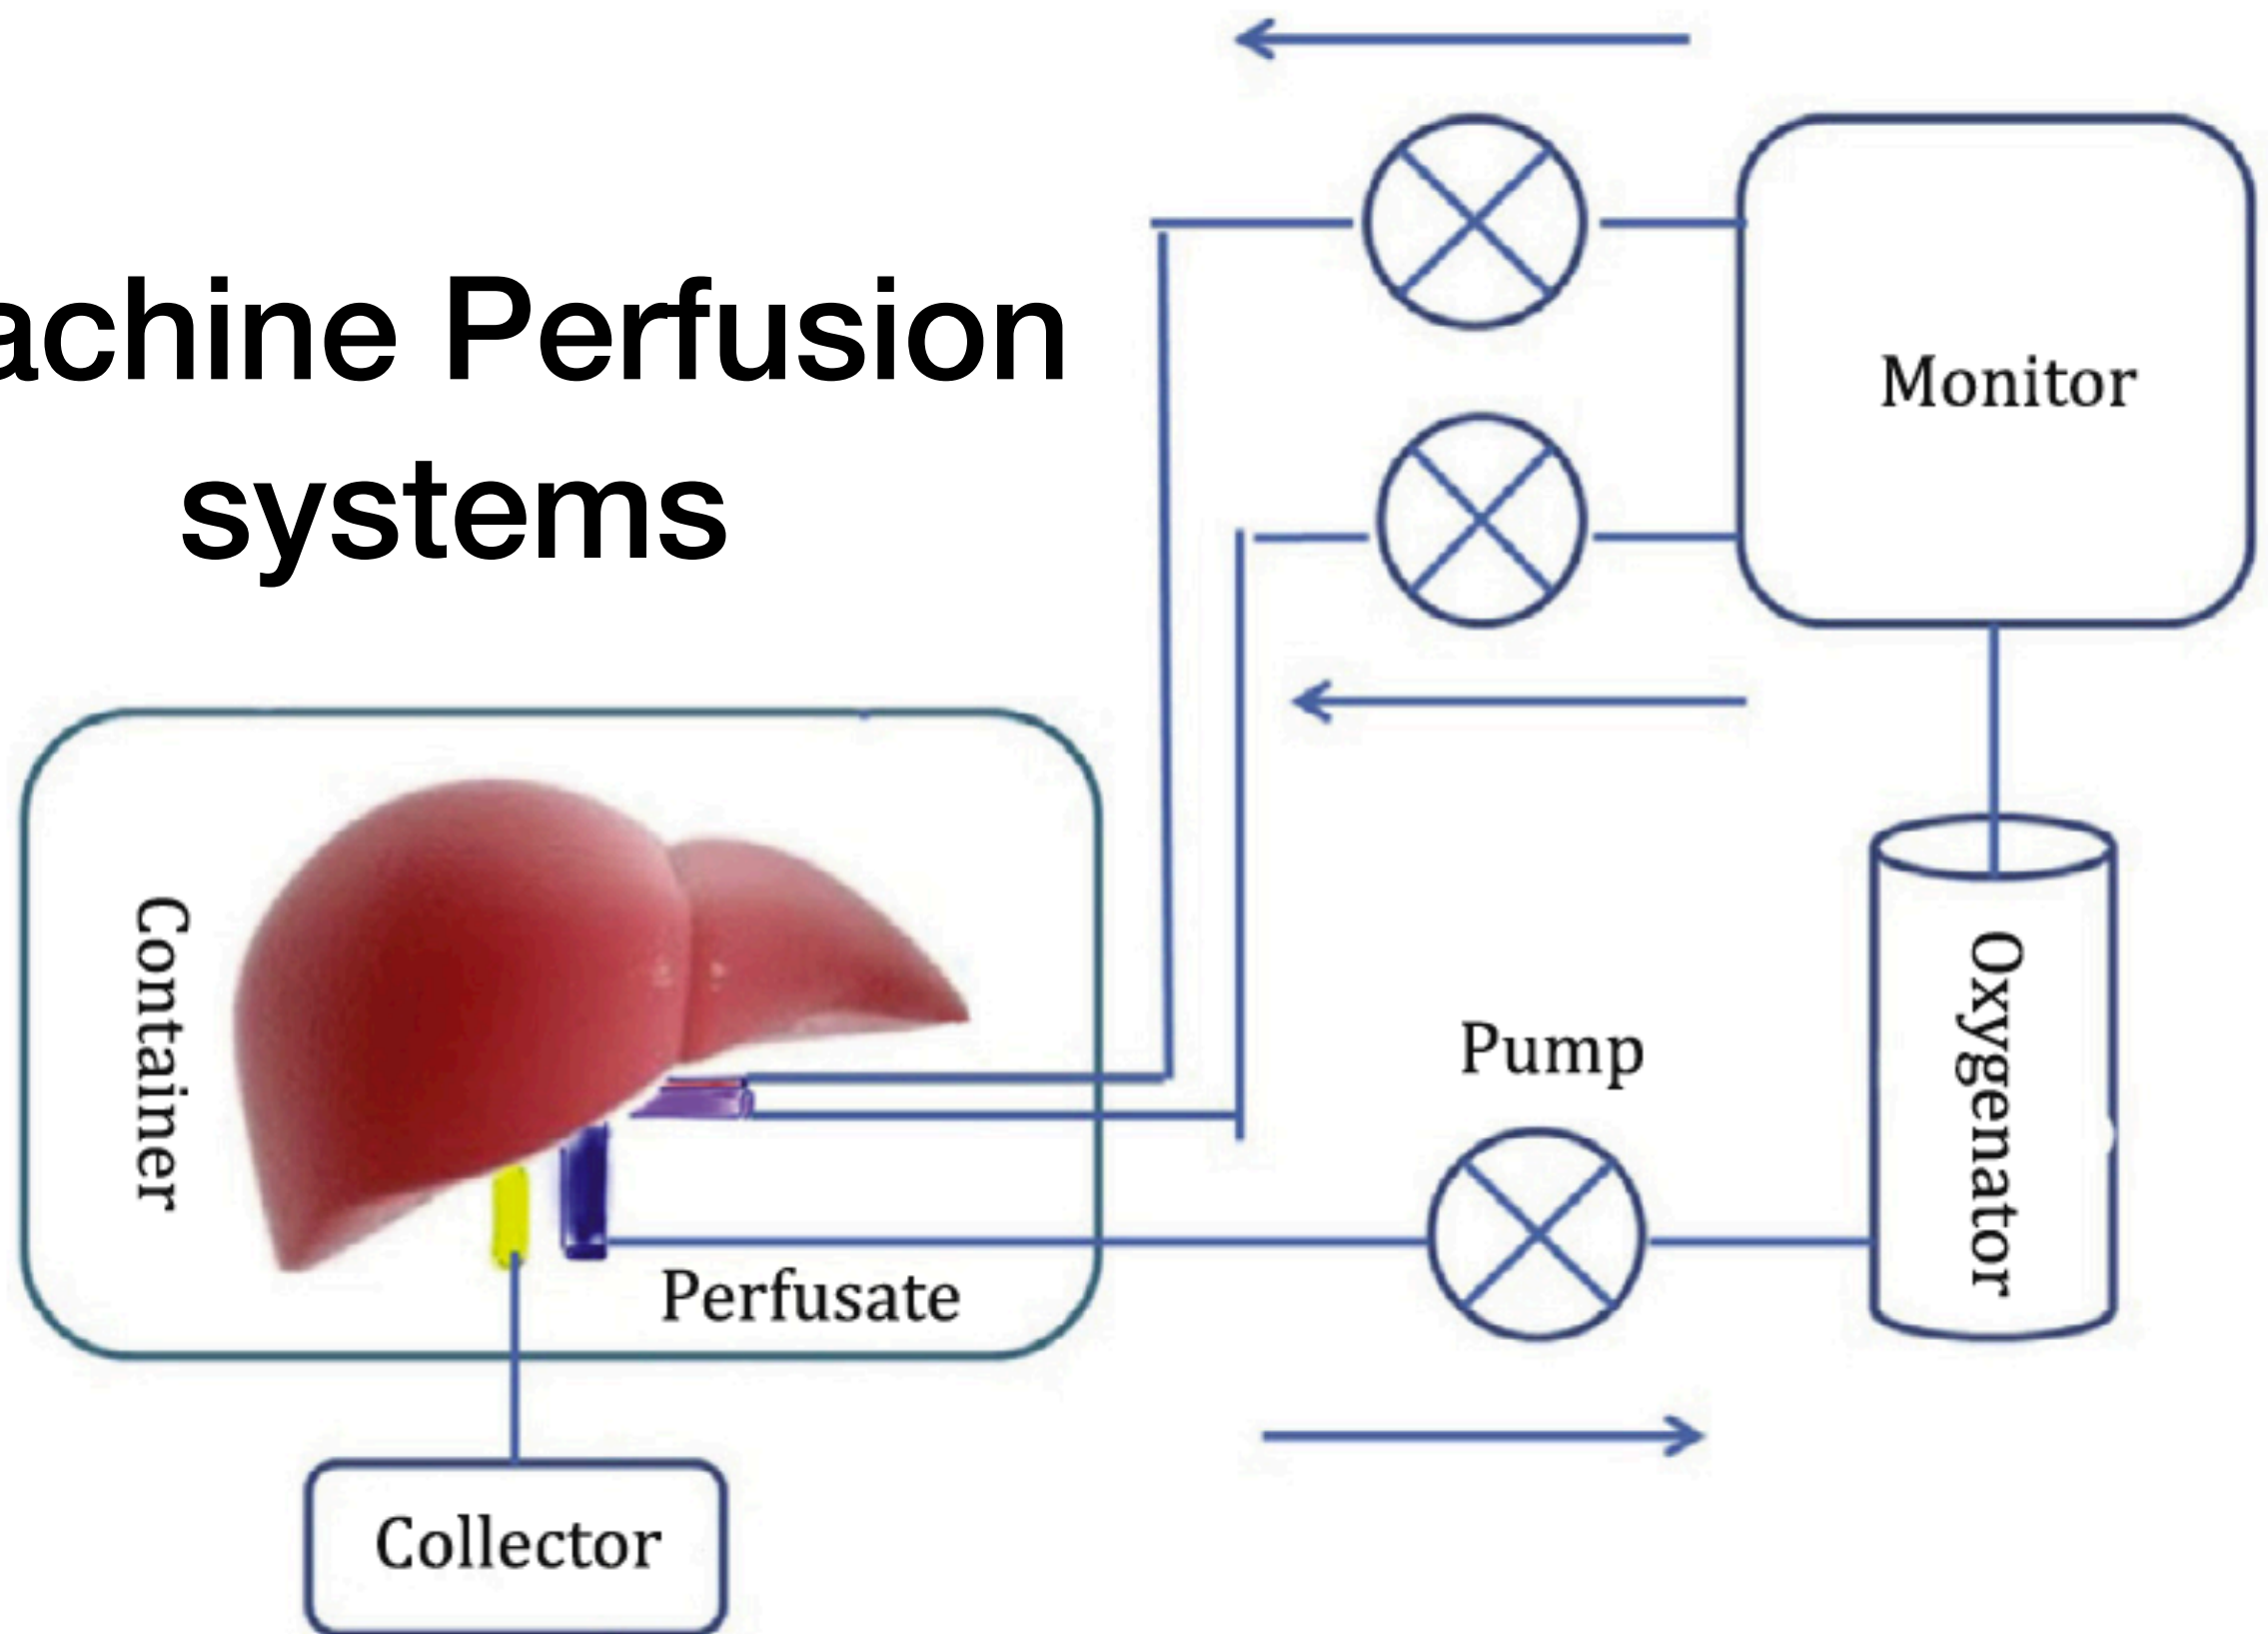 achine Perfusion
systems
Monitor
Container
Pump
Oxygenator
Perfusate
Collector